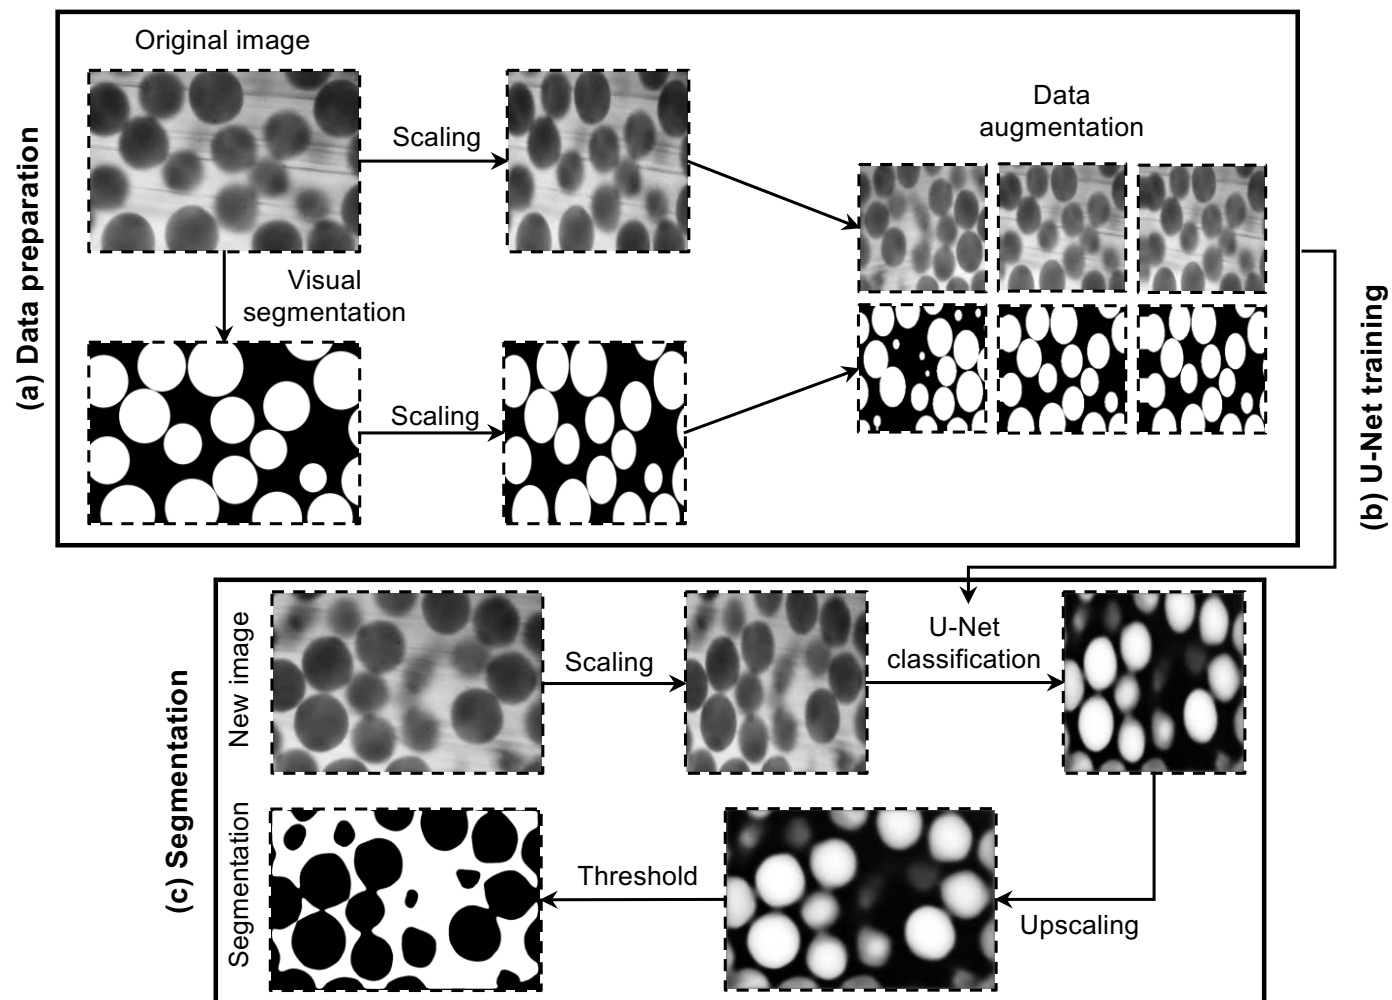 Original image
Scaling
Data
augmentation
Visual
segmentation
Scaling
(a) Data preparation
(b) U-Net training
New image
Scaling
U-Net
classification
(c) Segmentation
Segmentation
Threshold
Upscaling